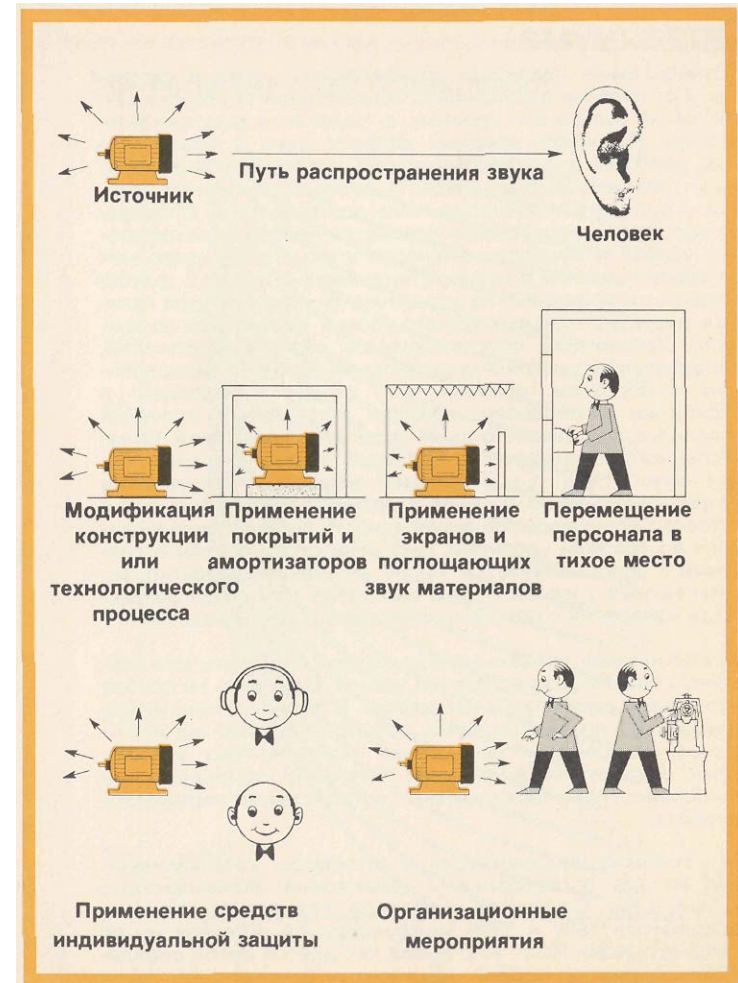 Источник
Путь распространения звука
Человек
Модификация
конструкции
или
технологического
процесса
Применение
покрытий и
амортизаторов
Применение
экранов и
поглощающих
звук материалов
Перемещение
персонала в
тихое место
Применение средств
индивидуальной защиты
Организационные
мероприятия